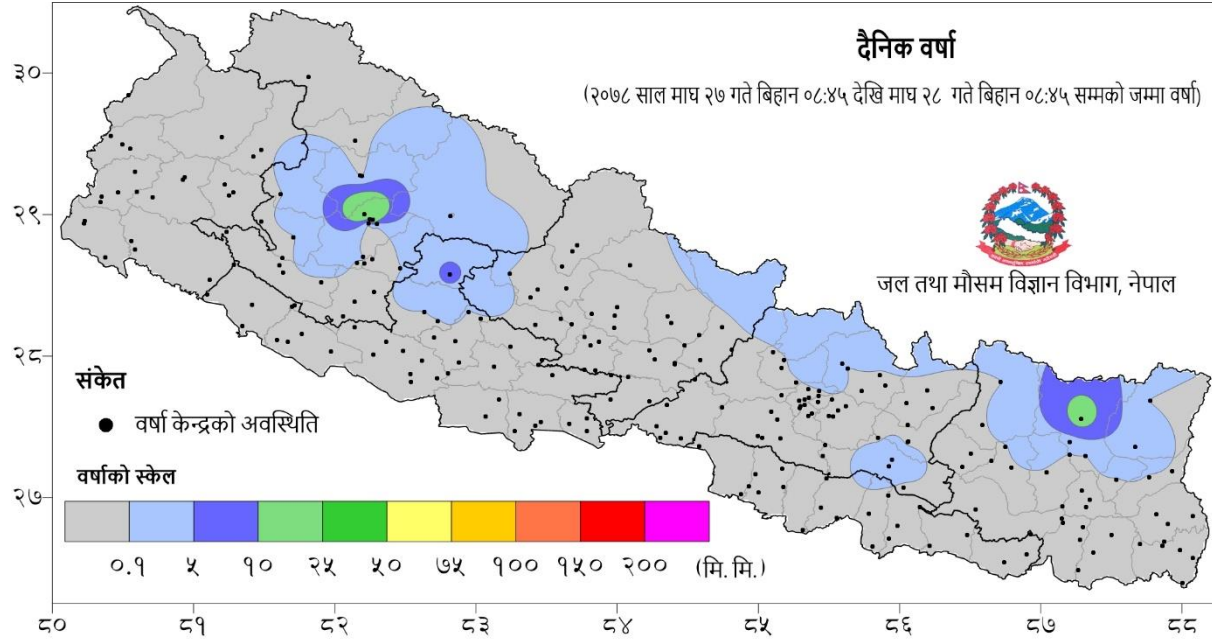 दैनिक वर्षा
(२०७८ साल माघ २७ गते बिहान ०८:४५ देखि माघ २८ गते बिहान ०८:४५ सम्मको जम्मा वर्षा)
जल तथा मौसम विज्ञान विभाग, नेपाल
३०
२९
२८
२७
संकेत
वर्षा केन्द्रको अवस्थिति
वर्षाको स्केल
०.१ ५ १० २५ ५० ७५ १०० १५० २०० (मि. मि.)
८० ८१ ८२ ८३ ८४ ८५ ८६ ८७ ८८